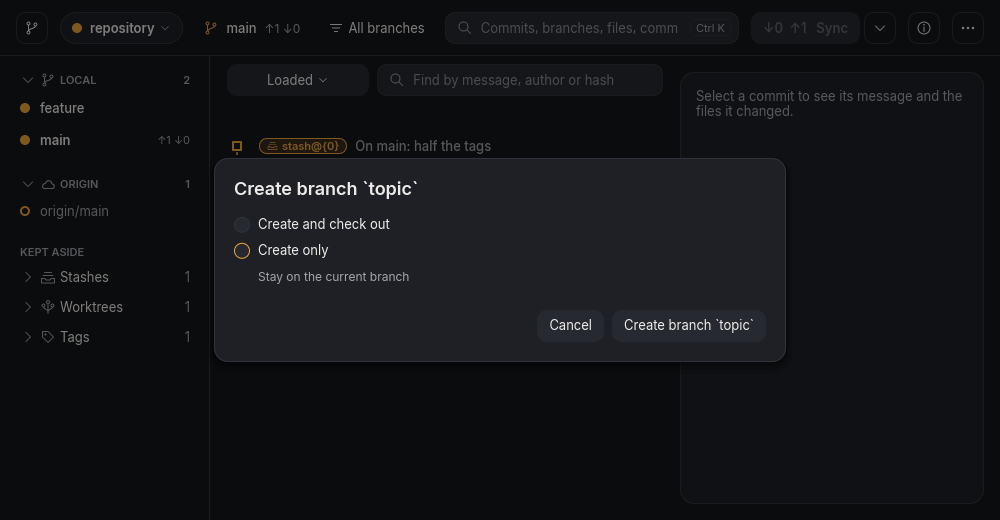 repository
main ↑1 ↓0
All branches
Commits, branches, files, comm
Ctrl K
↓0 ↑1 Sync
LOCAL 2
feature
main ↑1 ↓0
ORIGIN 1
origin/main
KEPT ASIDE
Stashes 1
Worktrees 1
Tags 1
Loaded
Find by message, author or hash
stash@{0} On main: half the tags
Select a commit to see its message and the
files it changed.
Create branch `topic`
Create and check out
Create only
Stay on the current branch
Cancel
Create branch `topic`